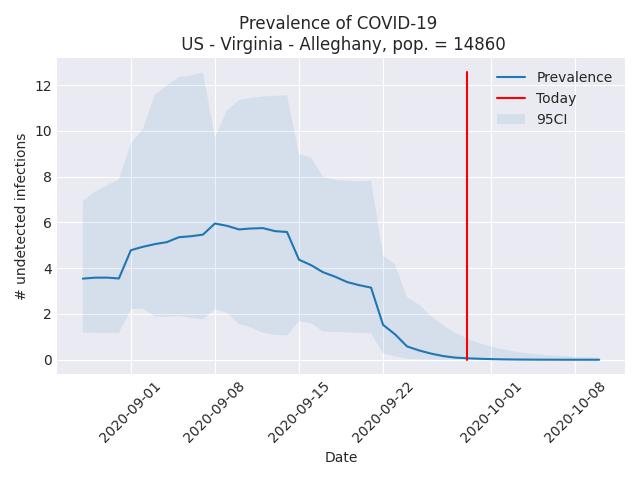 Prevalence of COVID-19
US - Virginia - Alleghany, pop. = 14860
Prevalence
Today
95CI
# undetected infections
12
10
8
6
4
2
0
2020-09-01
2020-09-08
2020-09-15
2020-09-22
2020-10-01
2020-10-08
Date